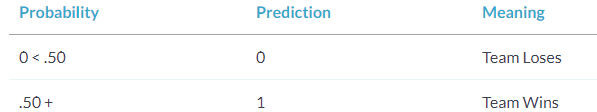 Probability Prediction Meaning
0 < .50 0 Team Loses
.50 + 1 Team Wins